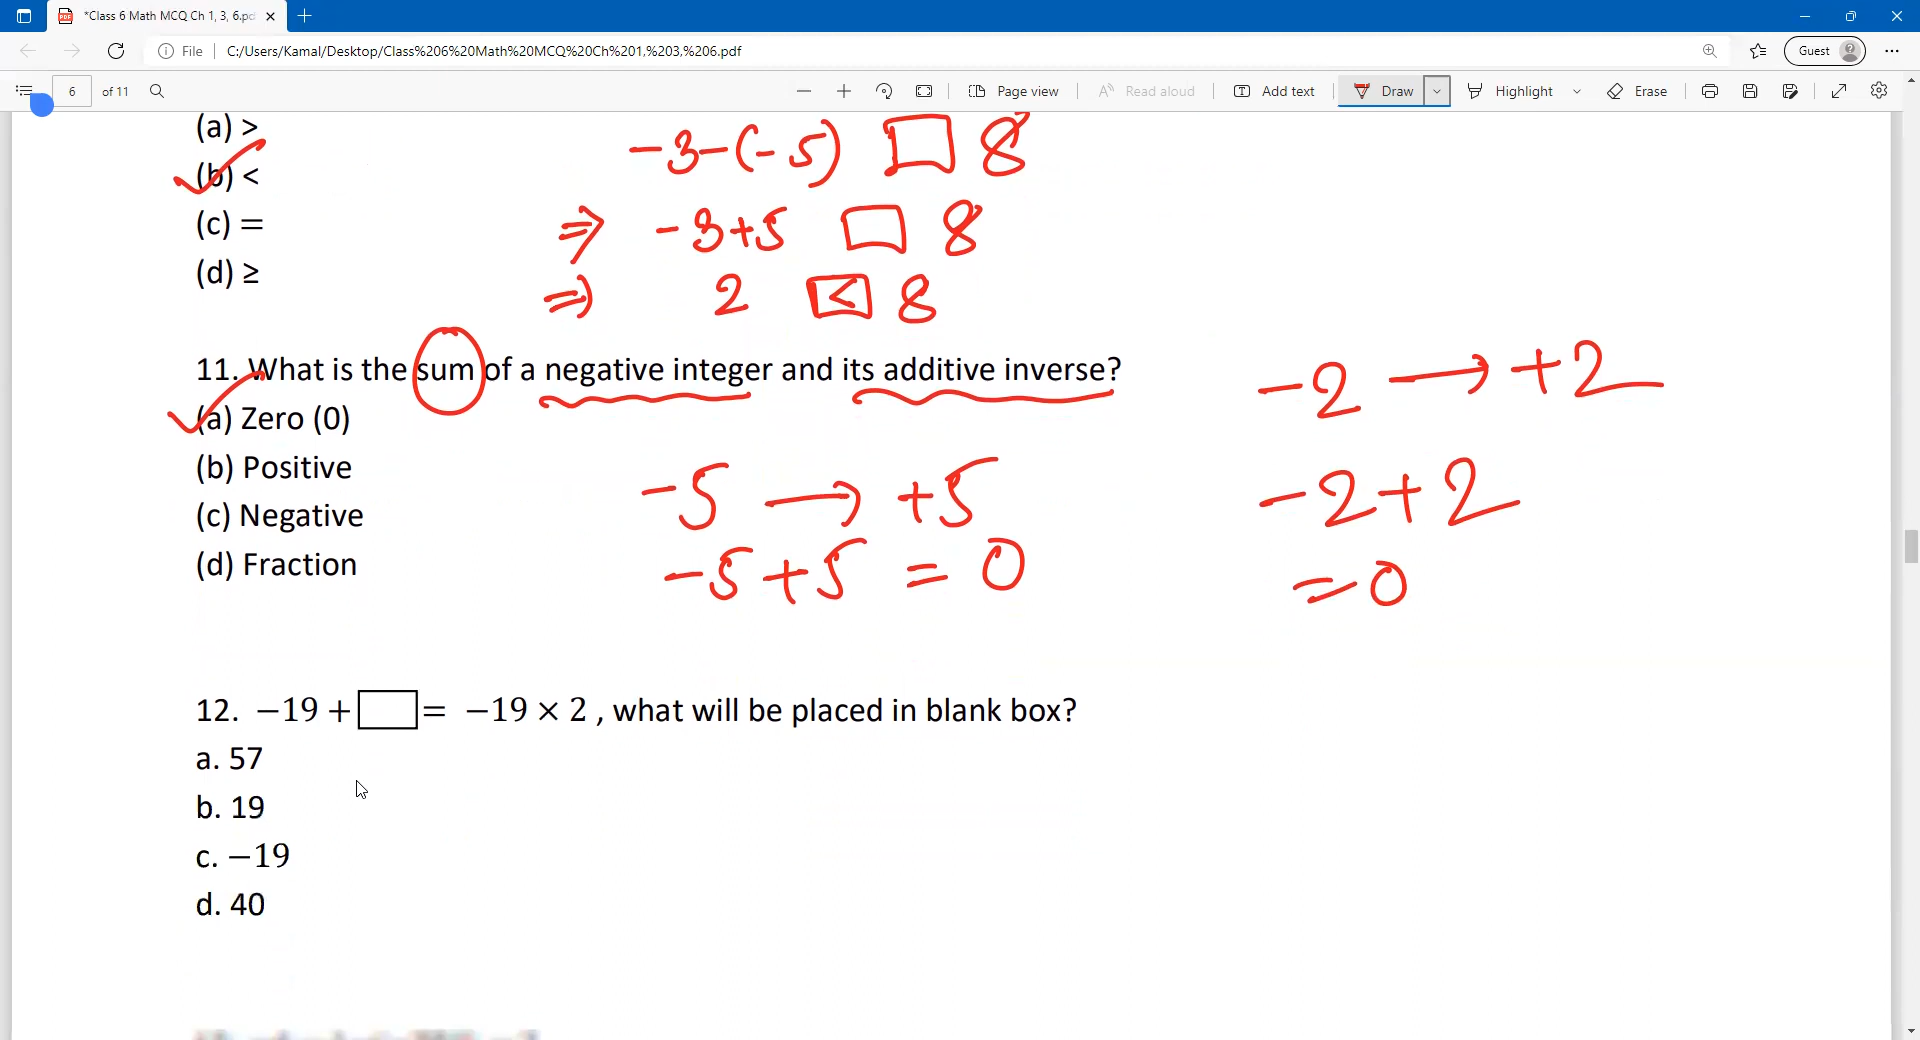 *Class 6 Math MCQ Ch 1, 3, 6.pd
File C:/Users/Kamal/Desktop/Class%206%20Math%20MCQ%20Ch%201,%203,%206.pdf
Guest
6 of 11
Page view
Read aloud
Add text
Draw
Highlight
Erase
(a) >
-3-(-5) □ 8
(b) <
(c) =
⇒ -3+5 □ 8
(d) ≥
⇒ 2 < 8
11. What is the sum of a negative integer and its additive inverse?
-2 → +2
(a) Zero (0)
(b) Positive
-5 → +5
-2+2
(c) Negative
(d) Fraction
-5+5 = 0
=0
12. −19 + □ = −19 × 2 , what will be placed in blank box?
a. 57
b. 19
c. −19
d. 40